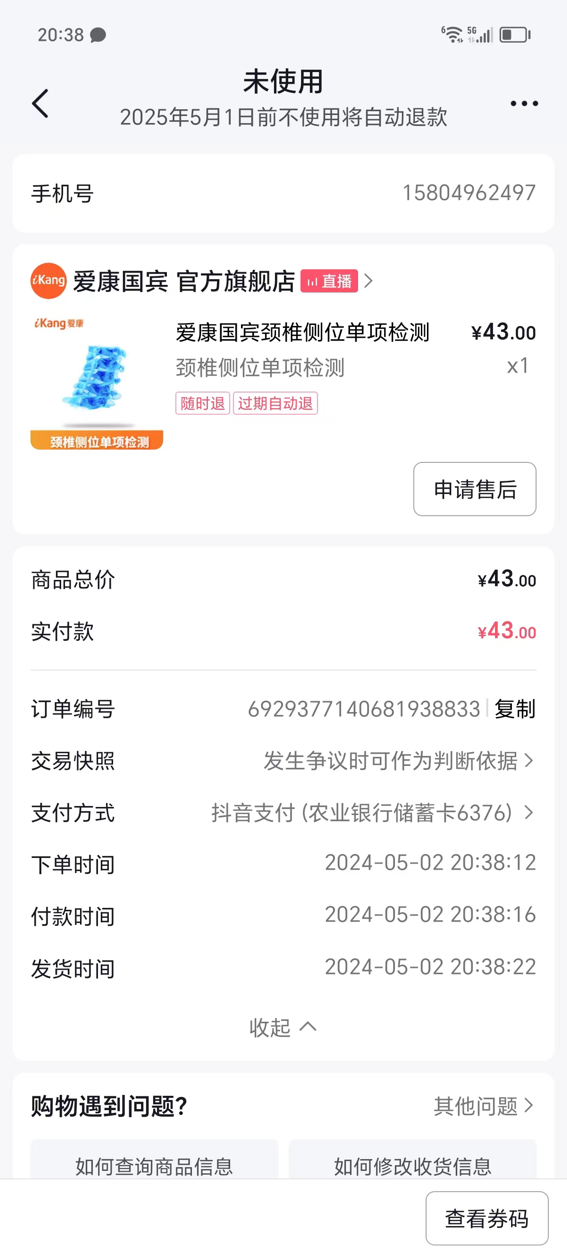 20:38
6 5G
未使用
2025年5月1日前不使用将自动退款
手机号 15804962497
iKang 爱康国宾 官方旗舰店 直播
iKang爱康
爱康国宾颈椎侧位单项检测 ¥43.00
颈椎侧位单项检测 x1
随时退 过期自动退
颈椎侧位单项检测
申请售后
商品总价 ¥43.00
实付款 ¥43.00
订单编号 6929377140681938833 复制
交易快照 发生争议时可作为判断依据
支付方式 抖音支付 (农业银行储蓄卡6376)
下单时间 2024-05-02 20:38:12
付款时间 2024-05-02 20:38:16
发货时间 2024-05-02 20:38:22
收起
购物遇到问题? 其他问题
如何查询商品信息 如何修改收货信息
查看券码